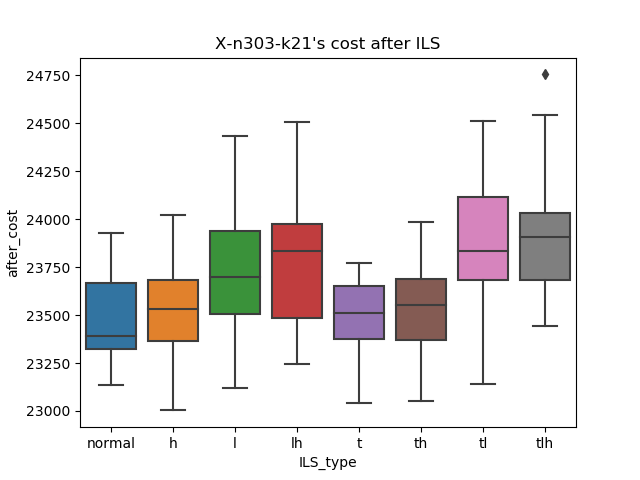 X-n303-k21's cost after ILS
after_cost
24750
24500
24250
24000
23750
23500
23250
23000
normal h l lh t th tl tlh
ILS_type